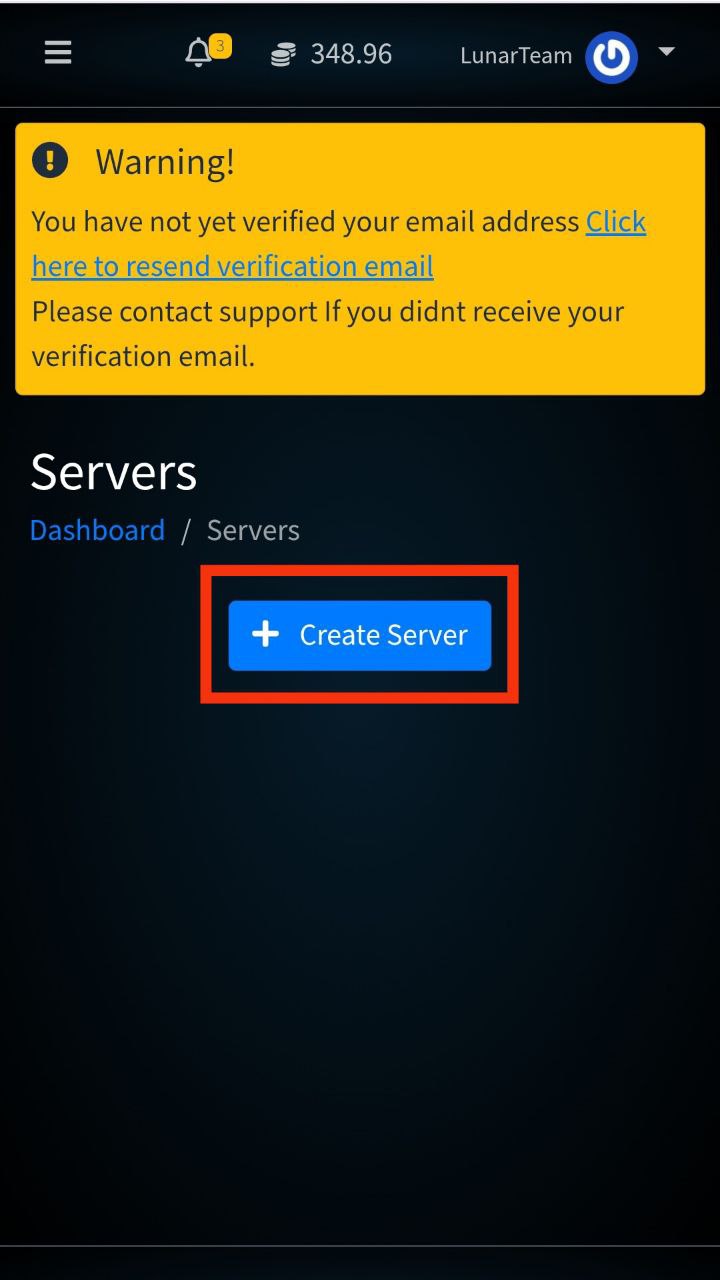 3
348.96
LunarTeam
Warning!
You have not yet verified your email address Click
here to resend verification email
Please contact support If you didnt receive your
verification email.
Servers
Dashboard / Servers
+ Create Server